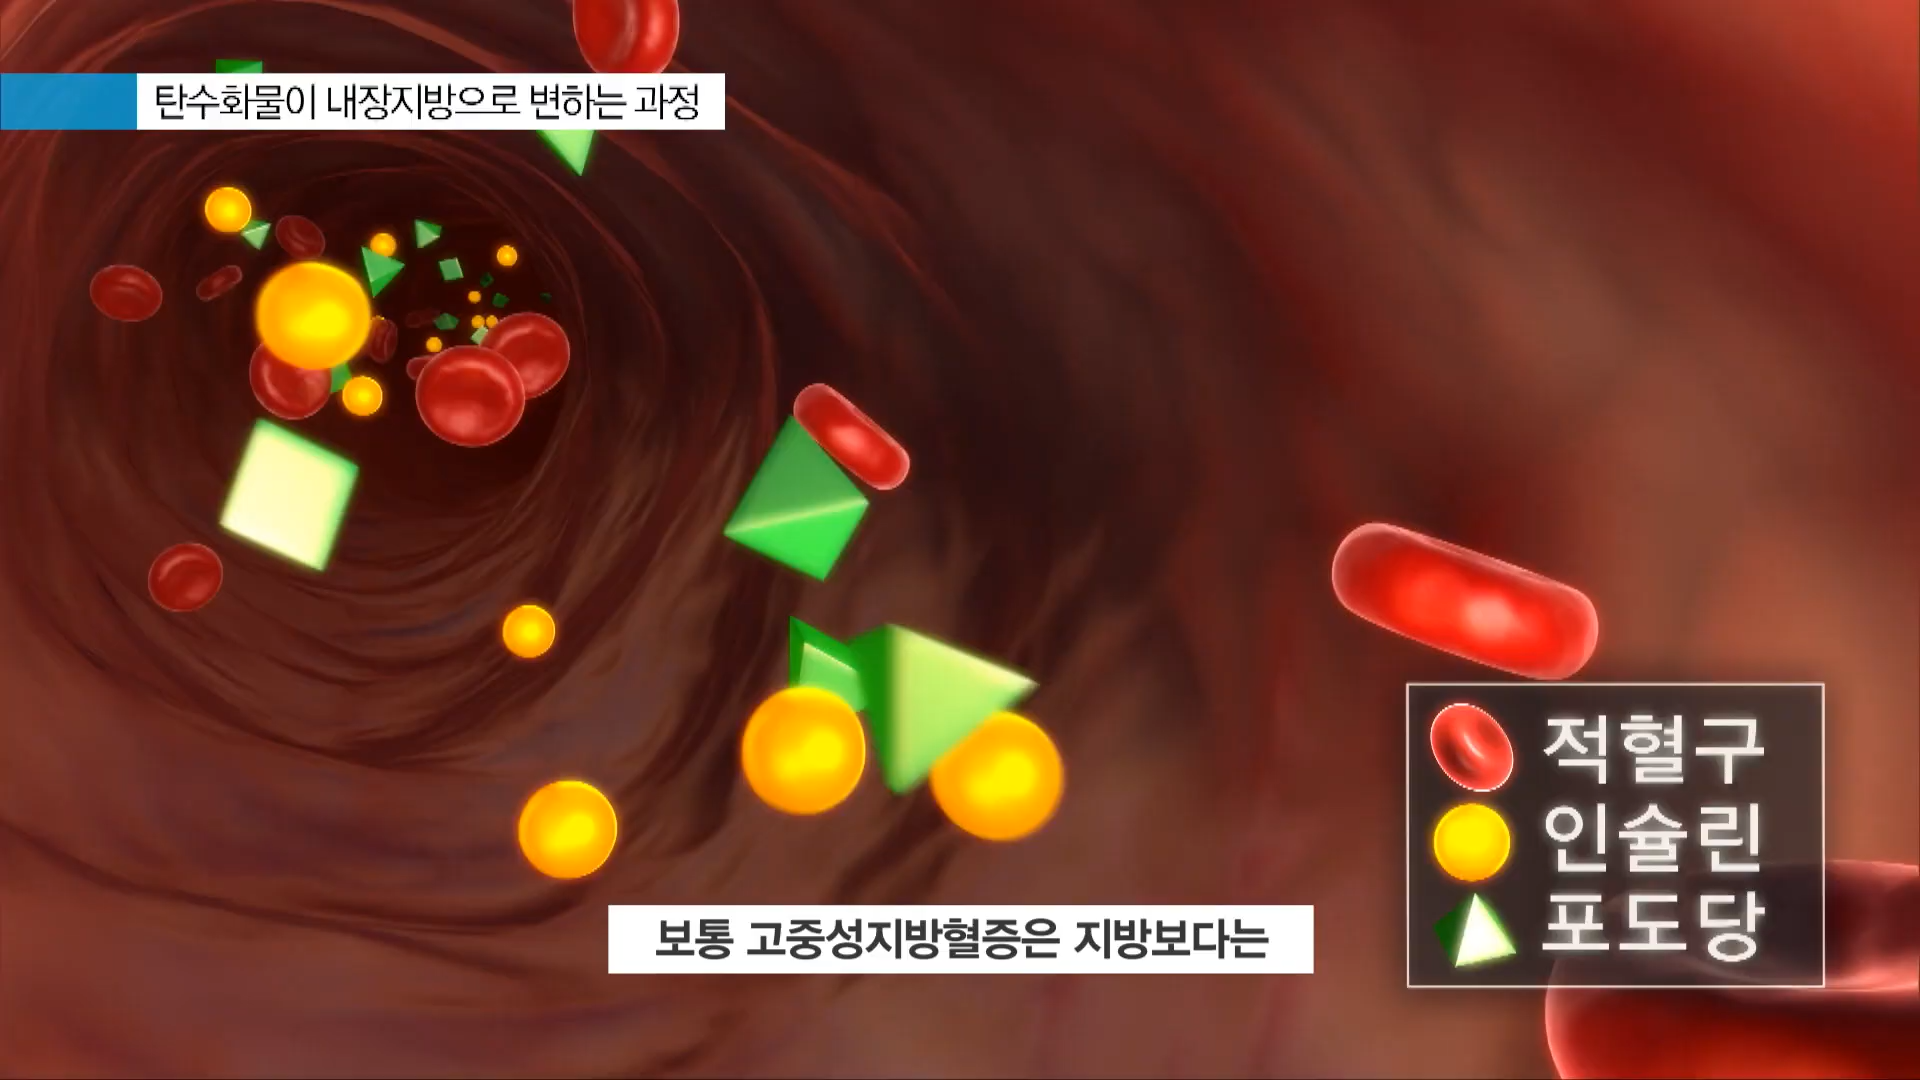 탄수화물이 내장지방으로 변하는 과정
적혈구
인슐린
포도당
보통 고중성지방혈증은 지방보다는